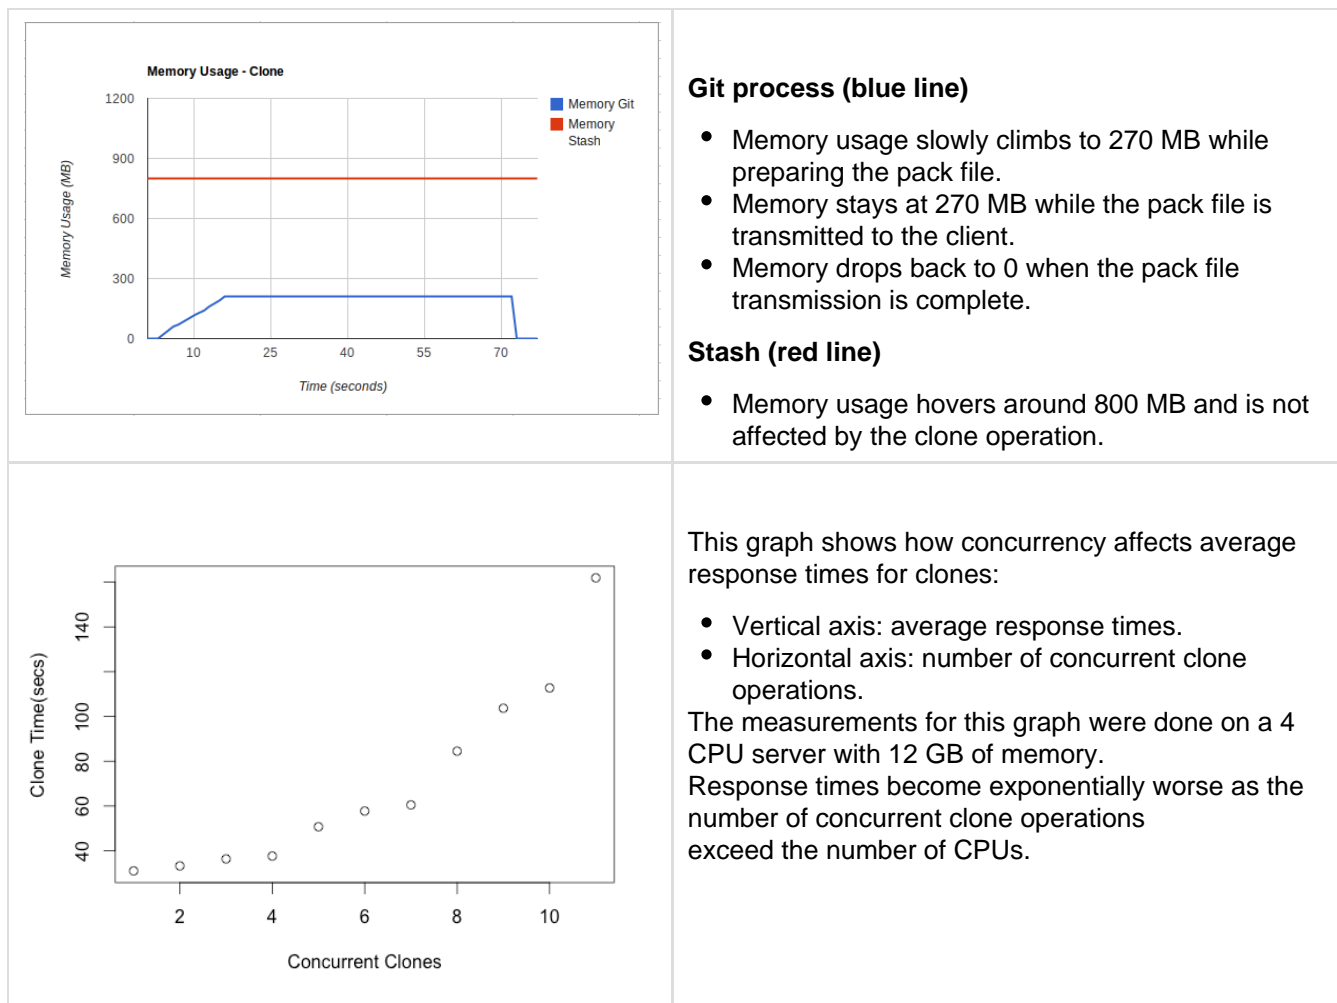 Memory Usage - Clone
1200
900
600
300
0
Memory Usage (MB)
10 25 40 55 70
Time (seconds)
Memory Git
Memory
Stash
Git process (blue line)
• Memory usage slowly climbs to 270 MB while
preparing the pack file.
• Memory stays at 270 MB while the pack file is
transmitted to the client.
• Memory drops back to 0 when the pack file
transmission is complete.
Stash (red line)
• Memory usage hovers around 800 MB and is not
affected by the clone operation.
Clone Time(secs)
140
100
80
60
40
2 4 6 8 10
Concurrent Clones
This graph shows how concurrency affects average
response times for clones:
• Vertical axis: average response times.
• Horizontal axis: number of concurrent clone
operations.
The measurements for this graph were done on a 4
CPU server with 12 GB of memory.
Response times become exponentially worse as the
number of concurrent clone operations
exceed the number of CPUs.